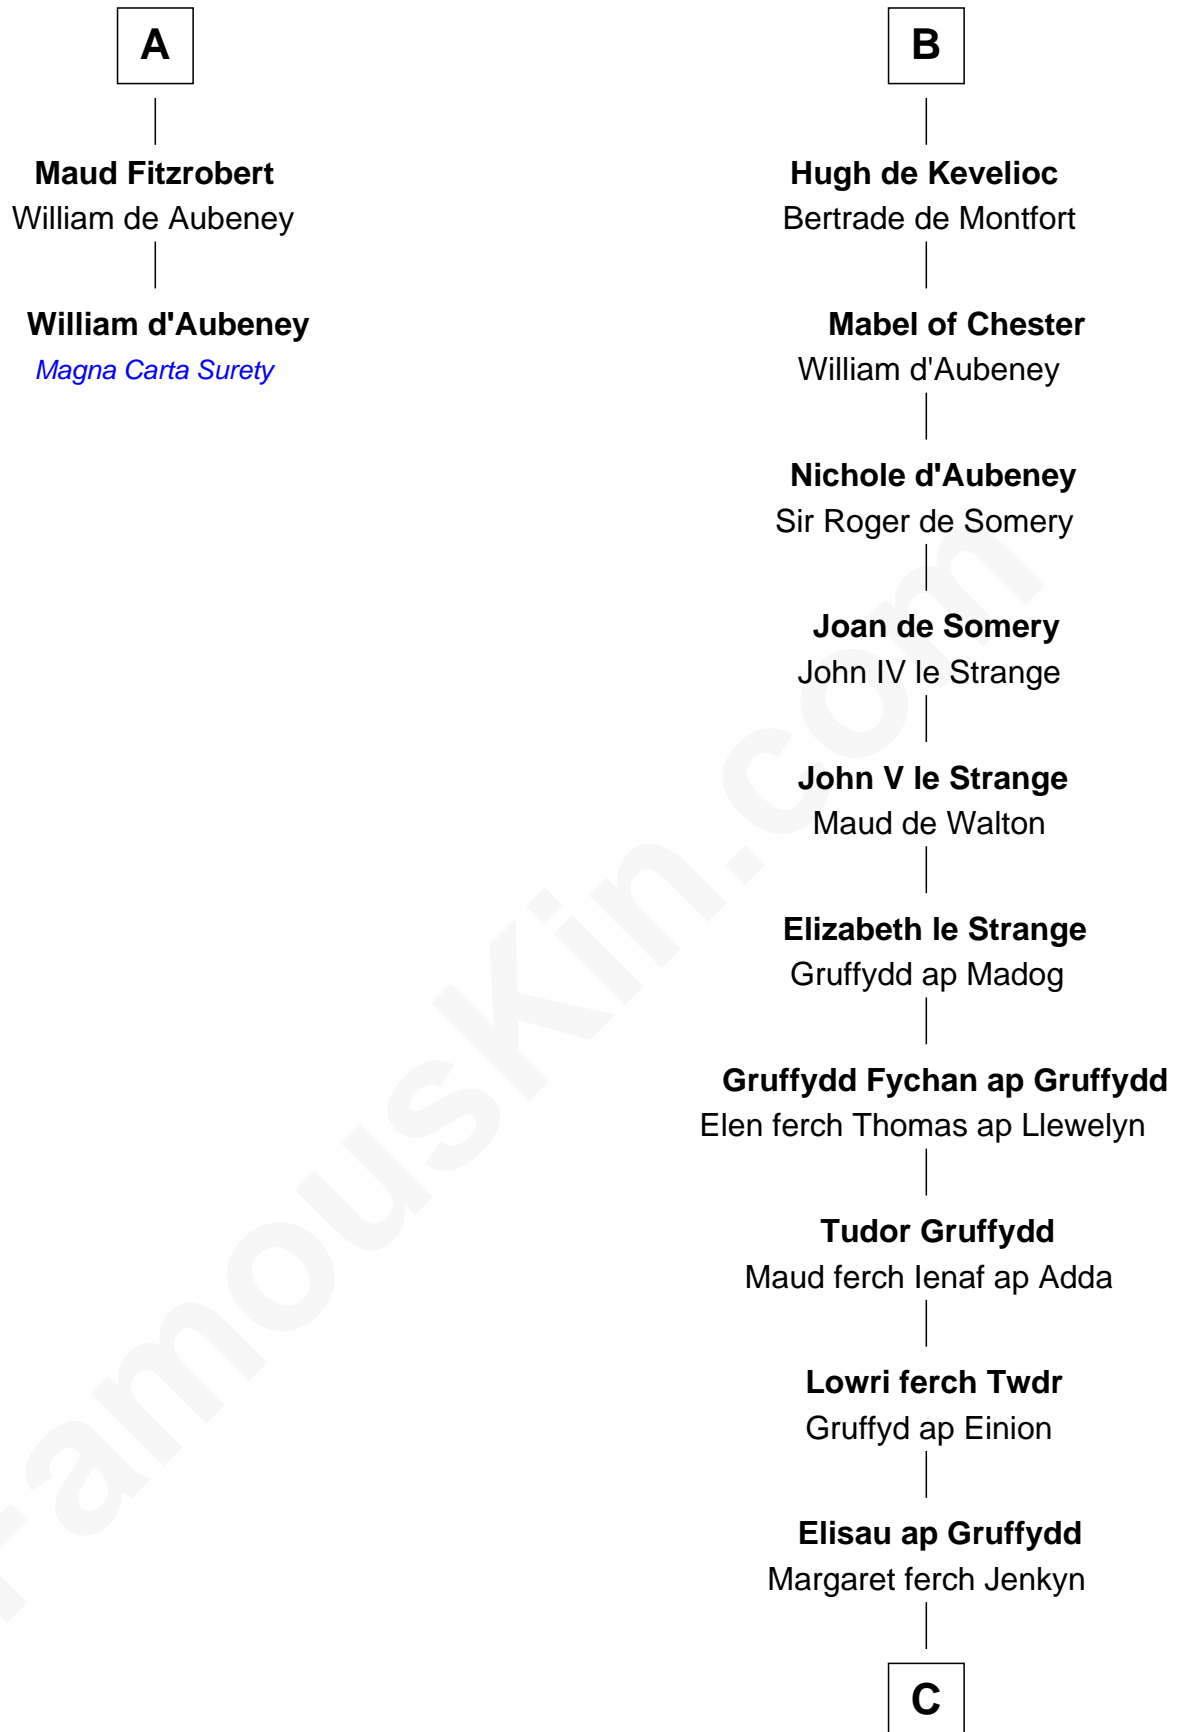 A
Maud Fitzrobert
William de Aubeney
William d'Aubeney
Magna Carta Surety
B
Hugh de Kevelioc
Bertrade de Montfort
Mabel of Chester
William d'Aubeney
Nichole d'Aubeney
Sir Roger de Somery
Joan de Somery
John IV le Strange
John V le Strange
Maud de Walton
Elizabeth le Strange
Gruffydd ap Madog
Gruffydd Fychan ap Gruffydd
Elen ferch Thomas ap Llewelyn
Tudor Gruffydd
Maud ferch Ienaf ap Adda
Lowri ferch Twdr
Gruffyd ap Einion
Elisau ap Gruffydd
Margaret ferch Jenkyn
C
FamousKin.com